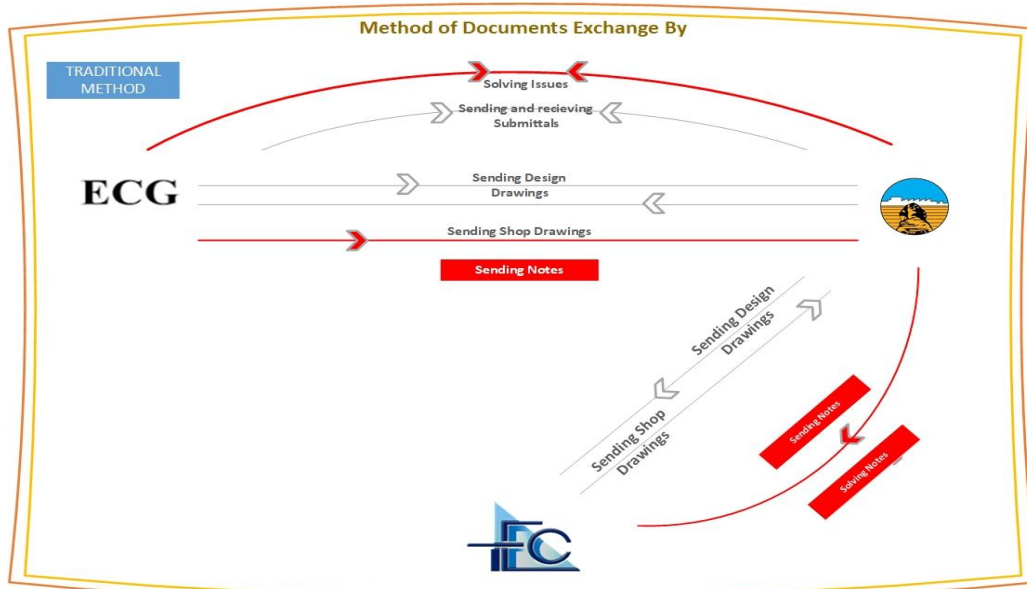 Method of Documents Exchange By
TRADITIONAL
METHOD
Solving Issues
Sending and recieving
Submittals
ECG
Sending Design
Drawings
Sending Shop Drawings
Sending Notes
Sending Design
Drawings
Sending Shop
Drawings
Sending Notes
Solving Notes
EC